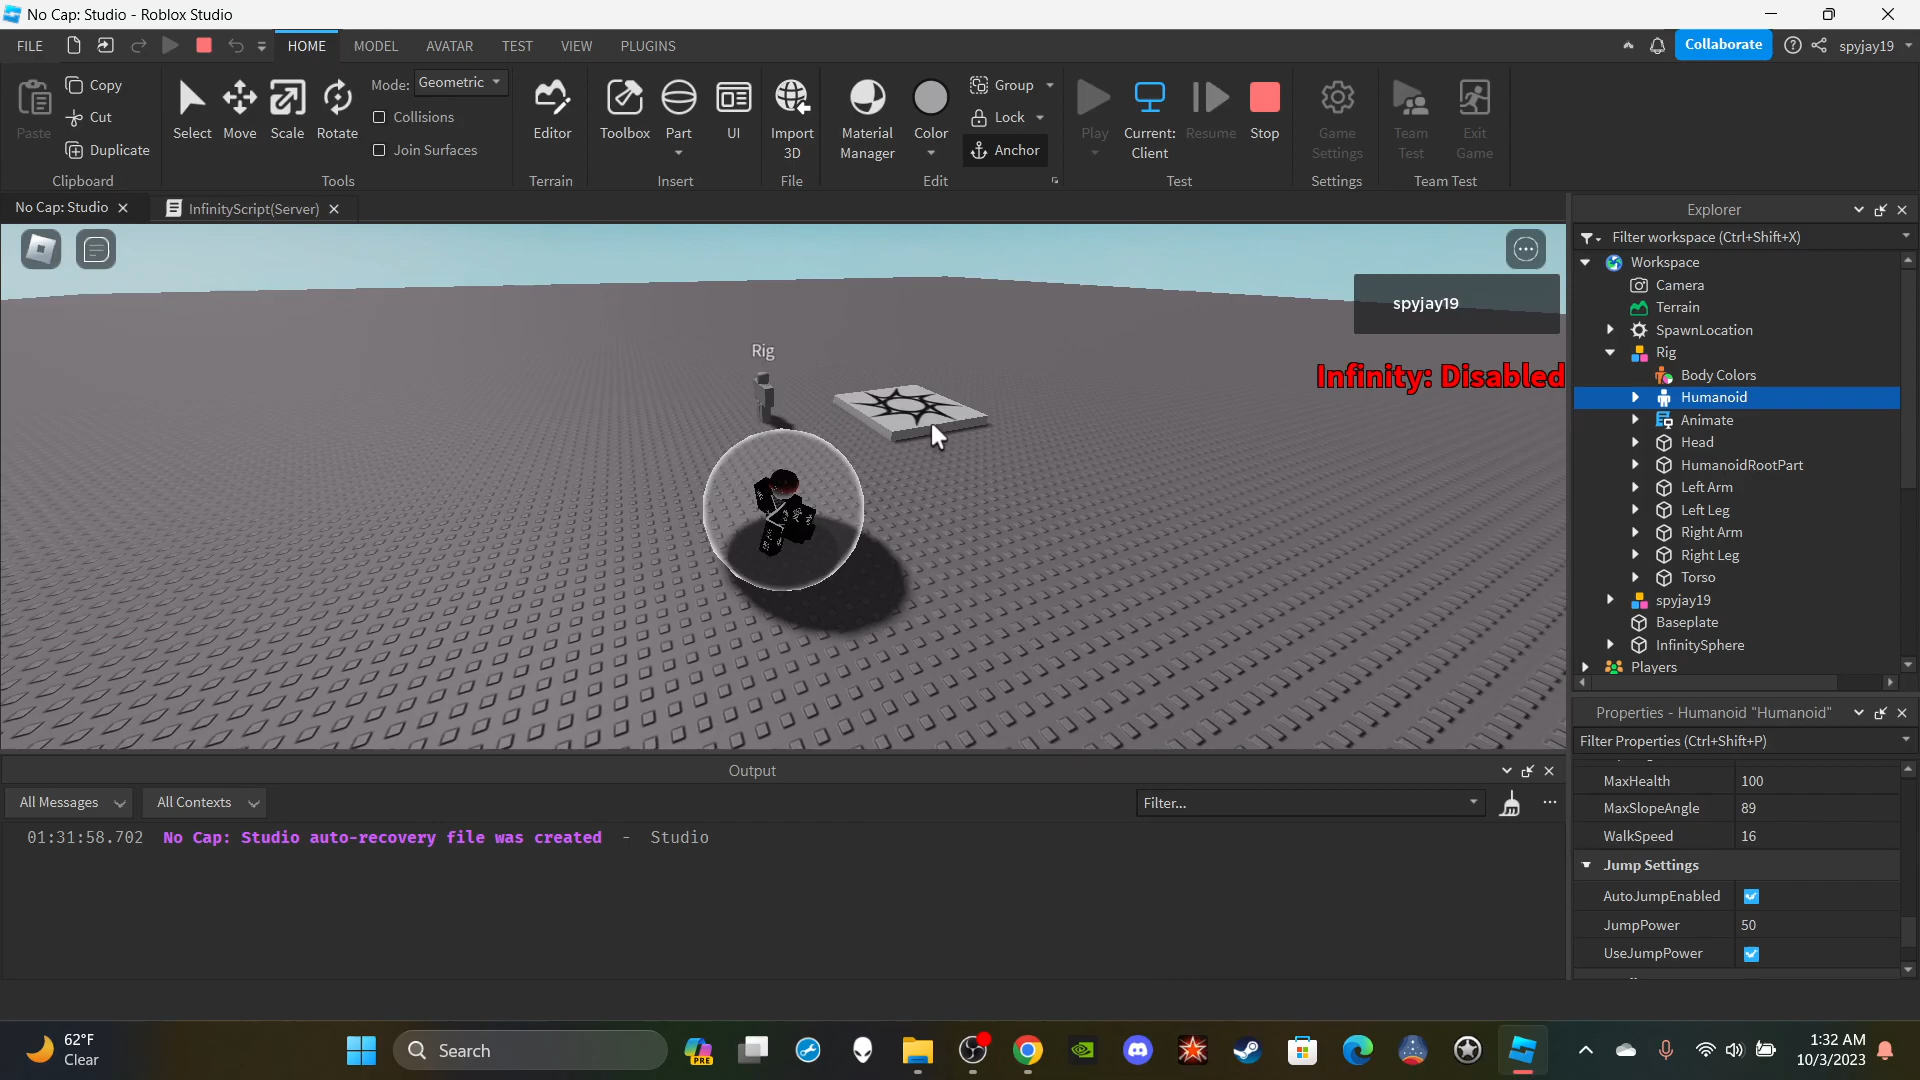 No Cap: Studio - Roblox Studio
FILE HOME MODEL AVATAR TEST VIEW PLUGINS Collaborate spyjay19
Paste Copy Cut Duplicate
Clipboard
Select Move Scale Rotate
Mode: Geometric
Collisions
Join Surfaces
Tools
Editor
Terrain
Toolbox Part UI
Insert
Import
3D
File
Material
Manager
Color
Group
Lock
Anchor
Edit
Play
Current:
Client
Resume Stop
Test
Game
Settings
Settings
Team
Test
Exit
Game
Team Test
No Cap: Studio InfinityScript(Server)
Rig
spyjay19
Infinity: Disabled
Explorer
Filter workspace (Ctrl+Shift+X)
Workspace
Camera
Terrain
SpawnLocation
Rig
Body Colors
Humanoid
Animate
Head
HumanoidRootPart
Left Arm
Left Leg
Right Arm
Right Leg
Torso
spyjay19
Baseplate
InfinitySphere
Players
Properties - Humanoid "Humanoid"
Filter Properties (Ctrl+Shift+P)
MaxHealth 100
MaxSlopeAngle 89
WalkSpeed 16
Jump Settings
AutoJumpEnabled
JumpPower 50
UseJumpPower
Output
All Messages All Contexts Filter...
01:31:58.702 No Cap: Studio auto-recovery file was created - Studio
62°F
Clear
Search
PRE
1:32 AM
10/3/2023